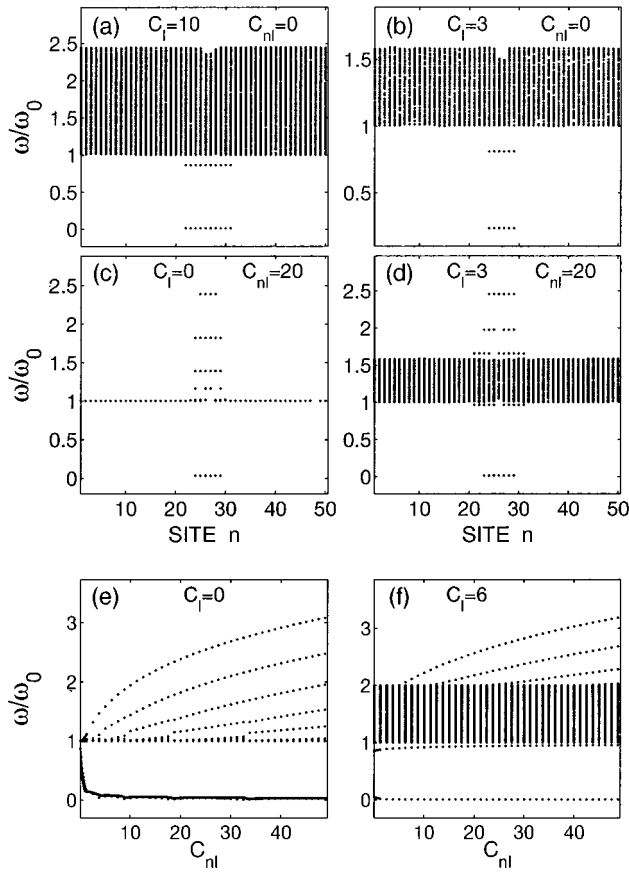 (a) C_l=10 C_nl=0
(b) C_l=3 C_nl=0
ω/ω_0
2.5
2
1.5
1
0.5
0
1.5
1
0.5
(c) C_l=0 C_nl=20
(d) C_l=3 C_nl=20
ω/ω_0
2.5
2
1.5
1
0.5
0
2.5
2
1.5
1
0.5
0
10 20 30 40 50
10 20 30 40 50
SITE n
SITE n
(e) C_l=0
(f) C_l=6
ω/ω_0
3
2
1
0
3
2
1
0
0 10 20 30 40
10 20 30 40
C_nl
C_nl